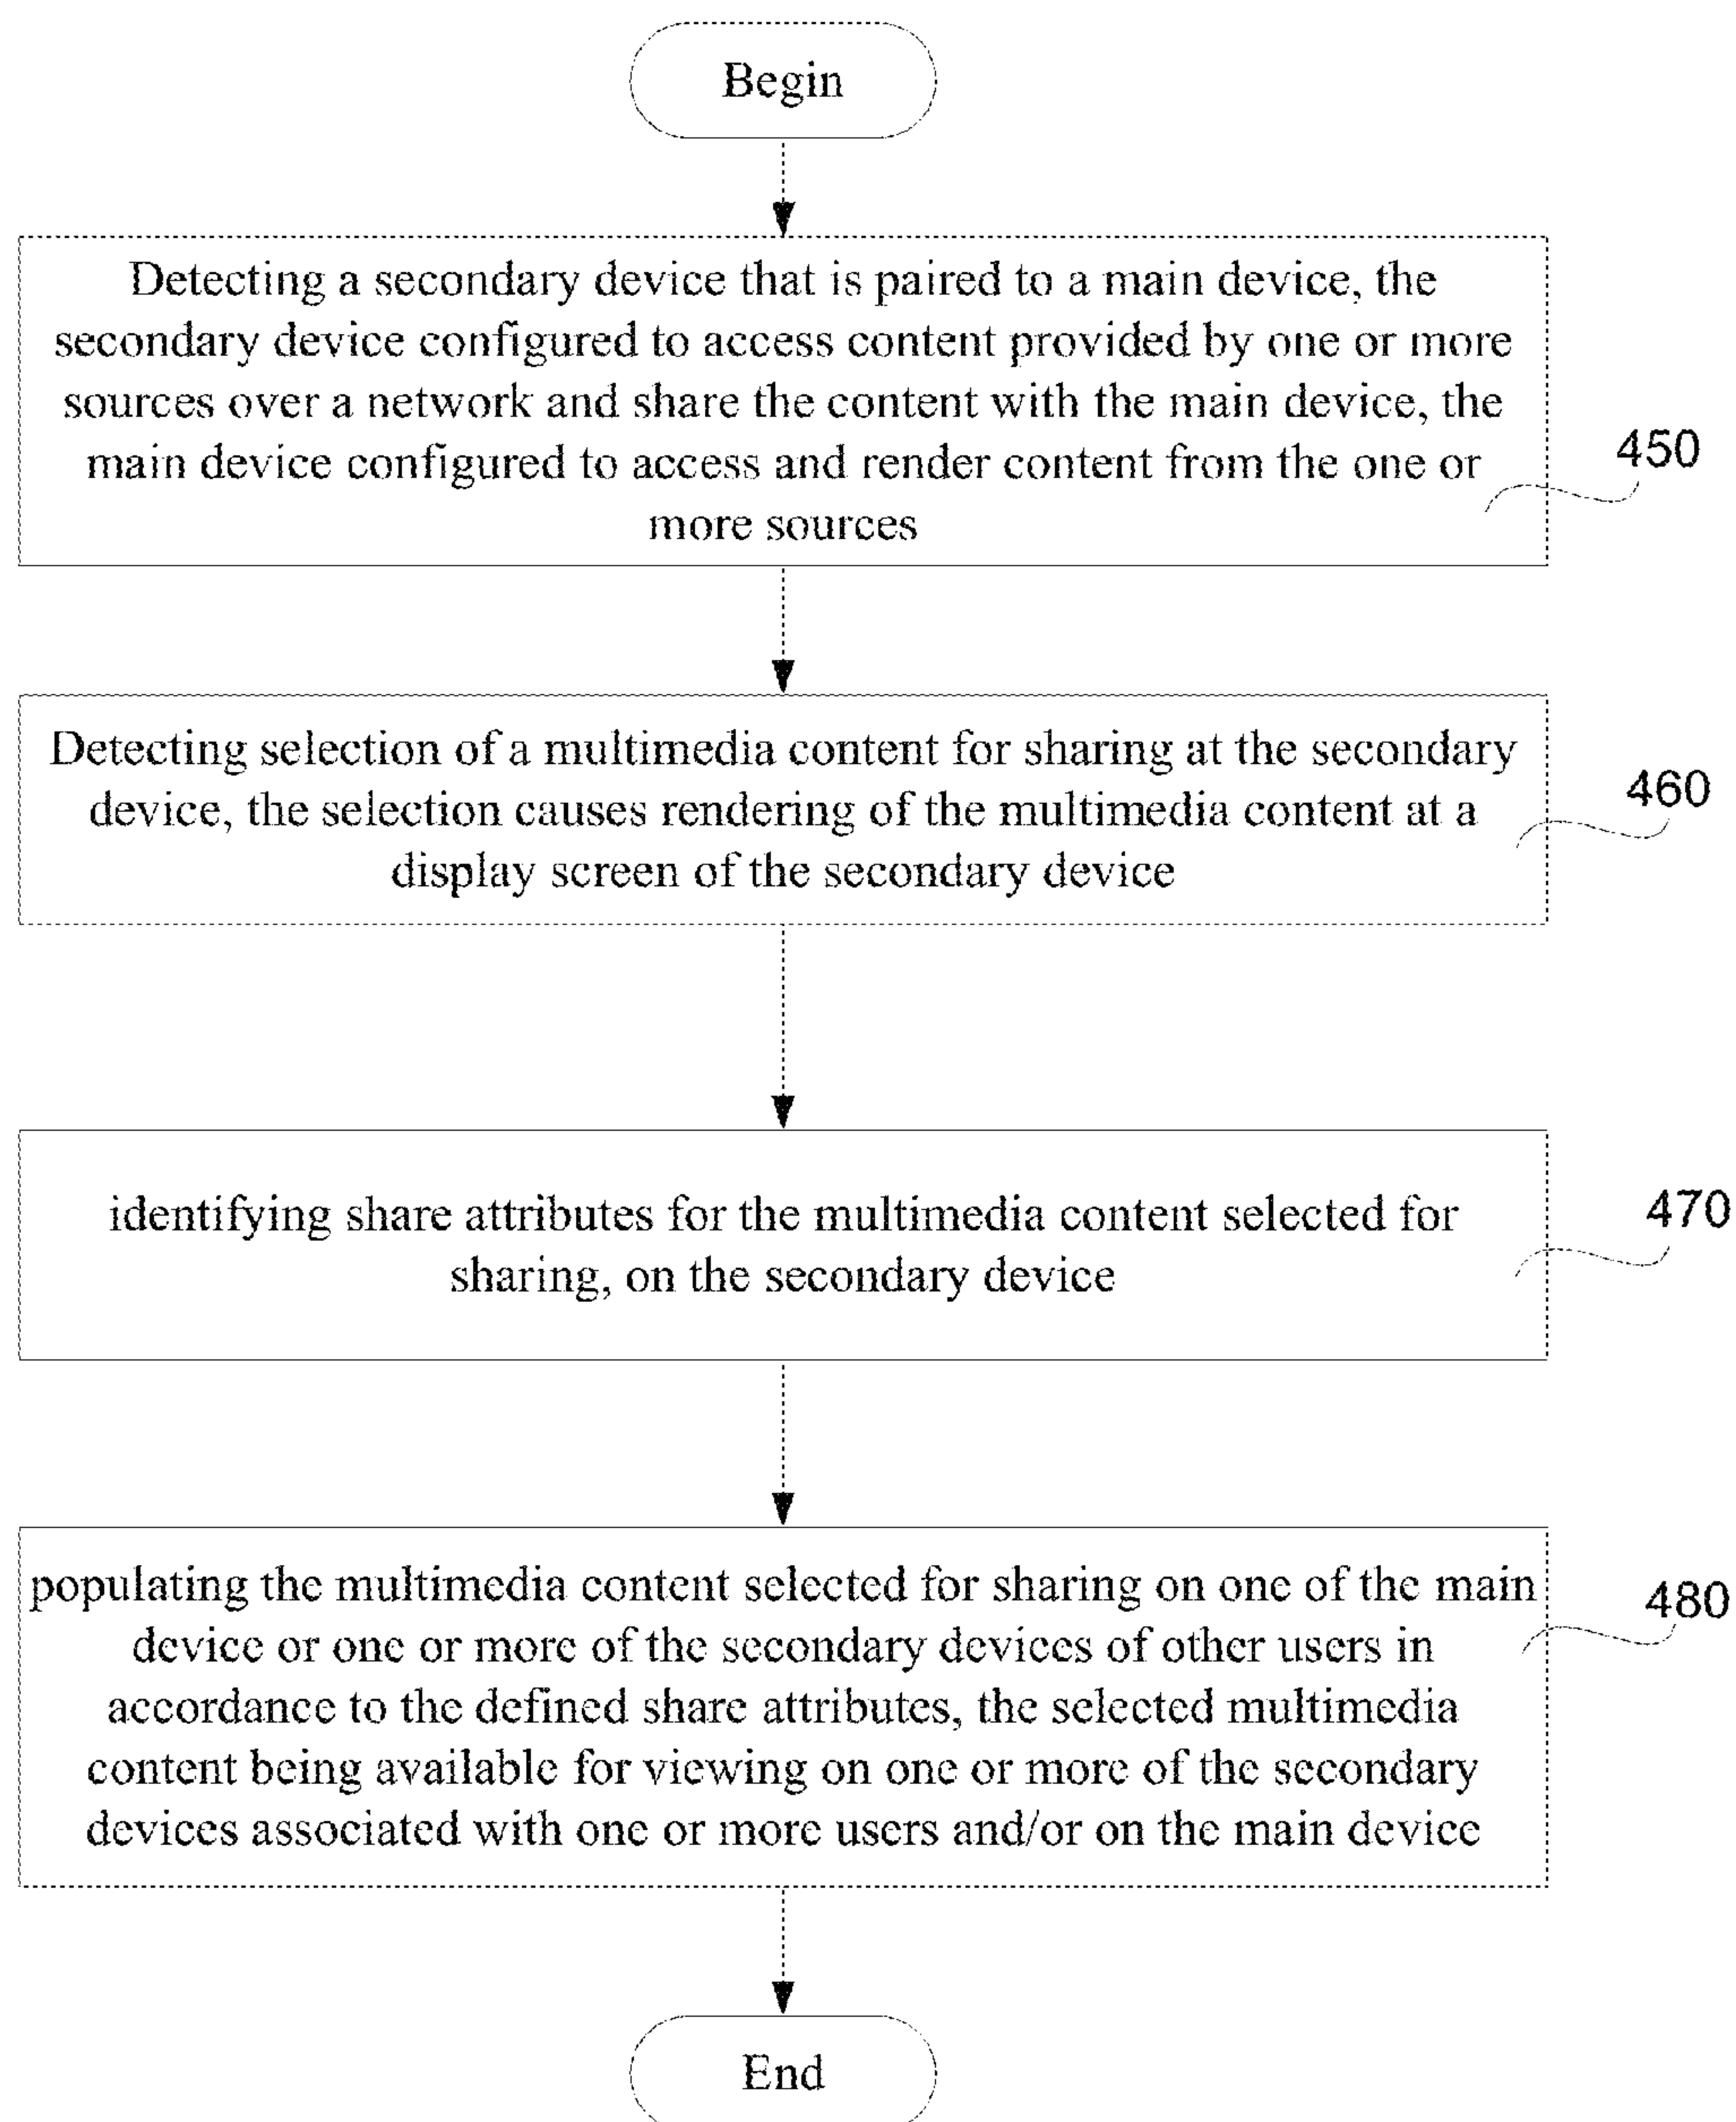 Begin
Detecting a secondary device that is paired to a main device, the
secondary device configured to access content provided by one or more
sources over a network and share the content with the main device, the
main device configured to access and render content from the one or
more sources
450
Detecting selection of a multimedia content for sharing at the secondary
device, the selection causes rendering of the multimedia content at a
display screen of the secondary device
460
identifying share attributes for the multimedia content selected for
sharing, on the secondary device
470
populating the multimedia content selected for sharing on one of the main
device or one or more of the secondary devices of other users in
accordance to the defined share attributes, the selected multimedia
content being available for viewing on one or more of the secondary
devices associated with one or more users and/or on the main device
480
End